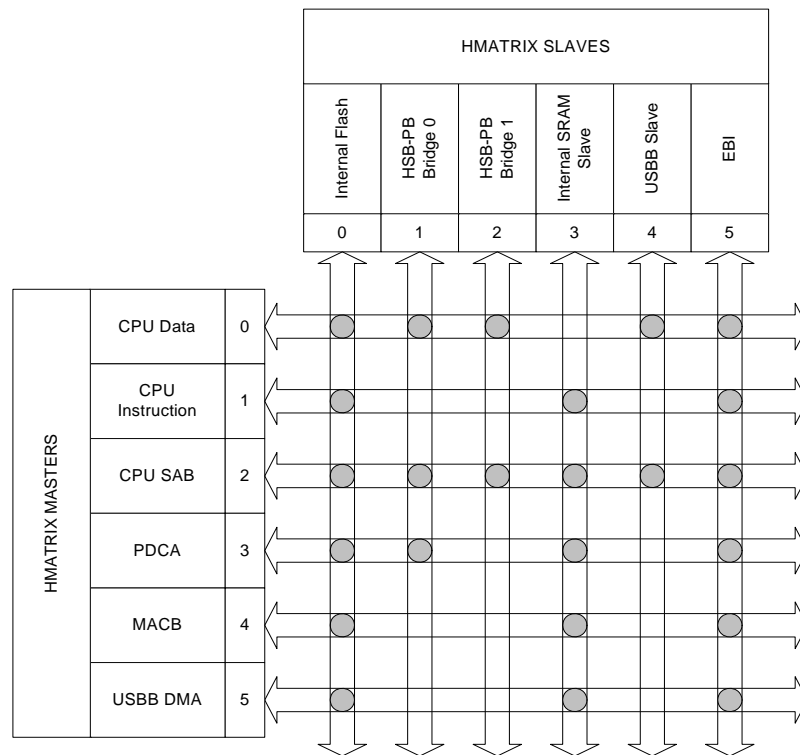 HMATRIX SLAVES
Internal Flash
HSB-PB
Bridge 0
HSB-PB
Bridge 1
Internal SRAM
Slave
USBB Slave
EBI
0 1 2 3 4 5
HMATRIX MASTERS
CPU Data 0
CPU
Instruction 1
CPU SAB 2
PDCA 3
MACB 4
USBB DMA 5